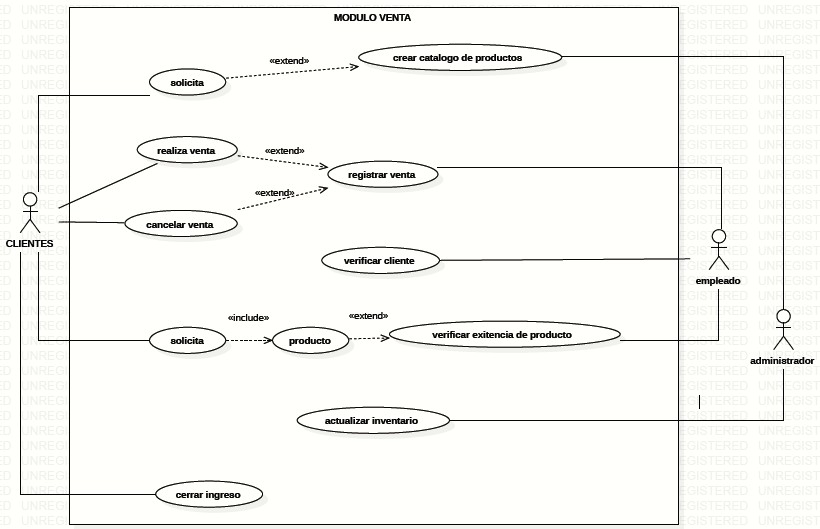 MODULO VENTA
crear catalogo de productos
«extend»
solicita
realiza venta
«extend»
registrar venta
«extend»
cancelar venta
CLIENTES
verificar cliente
empleado
«include»
«extend»
solicita
producto
verificar exitencia de producto
administrador
actualizar inventario
cerrar ingreso
UNREGISTERED